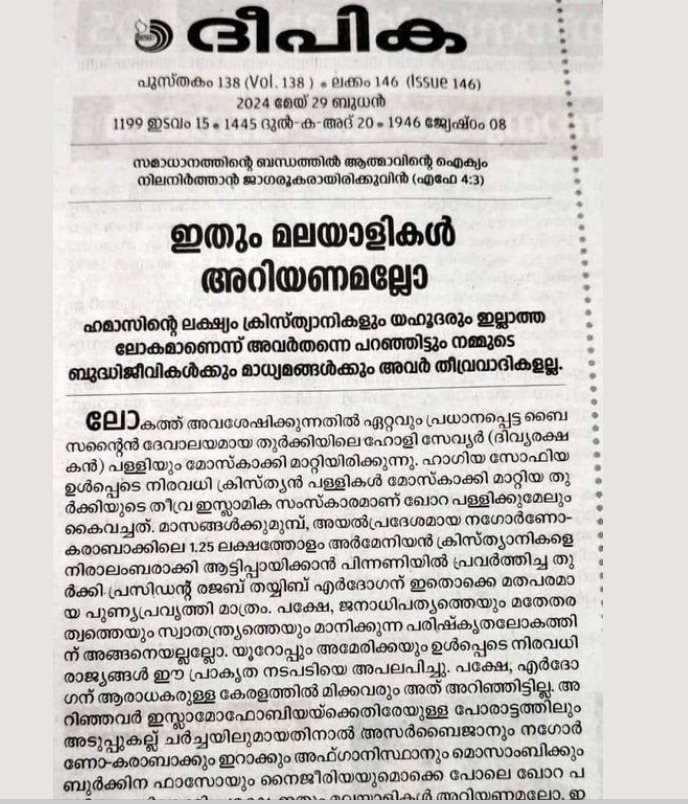 ദീപിക
പുസ്തകം 138 (Vol. 138 ) • ലക്കം 146 (Issue 146)
2024 മേയ് 29 ബുധൻ
1199 ഇടവം 15 • 1445 ദുൽ-ക-അദ് 20 • 1946 ജ്യേഷ്ഠം 08
സമാധാനത്തിന്റെ ബന്ധത്തിൽ ആത്മാവിന്റെ ഐക്യം
നിലനിർത്താൻ ജാഗരൂകരായിരിക്കുവിൻ (എഫേ 4:3)
ഇതും മലയാളികൾ
അറിയണമല്ലോ
ഹമാസിന്റെ ലക്ഷ്യം ക്രിസ്ത്യാനികളും യഹൂദരും ഇല്ലാത്ത
ലോകമാണെന്ന് അവർതന്നെ പറഞ്ഞിട്ടും നമ്മുടെ
ബുദ്ധിജീവികൾക്കും മാധ്യമങ്ങൾക്കും അവർ തീവ്രവാദികളല്ല.
ലോകത്ത് അവശേഷിക്കുന്നതിൽ ഏറ്റവും പ്രധാനപ്പെട്ട ബൈ
സന്റൈൻ ദേവാലയമായ തുർക്കിയിലെ ഹോളി സേവ്യർ (ദിവ്യരക്ഷ
കൻ) പള്ളിയും മോസ്കാക്കി മാറ്റിയിരിക്കുന്നു. ഹാഗിയ സോഫിയ
ഉൾപ്പെടെ നിരവധി ക്രിസ്ത്യൻ പള്ളികൾ മോസ്കാക്കി മാറ്റിയ തു
ർക്കിയുടെ തീവ്ര ഇസ്ലാമിക സംസ്കാരമാണ് ഖോറ പള്ളിക്കുമേലും
കൈവച്ചത്. മാസങ്ങൾക്കുമുമ്പ്, അയൽപ്രദേശമായ നഗോർണോ-
കരാബാക്കിലെ 1.25 ലക്ഷത്തോളം അർമേനിയൻ ക്രിസ്ത്യാനികളെ
നിരാലംബരാക്കി ആട്ടിപ്പായിക്കാൻ പിന്നണിയിൽ പ്രവർത്തിച്ച തു
ർക്കി പ്രസിഡന്റ് രജബ് തയ്യിബ് എർദോഗന് ഇതൊക്കെ മതപരമാ
യ പുണ്യപ്രവൃത്തി മാത്രം. പക്ഷേ, ജനാധിപത്യത്തെയും മതേതര
ത്വത്തെയും സ്വാതന്ത്ര്യത്തെയും മാനിക്കുന്ന പരിഷ്കൃതലോകത്തി
ന് അങ്ങനെയല്ലല്ലോ. യൂറോപ്പും അമേരിക്കയും ഉൾപ്പെടെ നിരവധി
രാജ്യങ്ങൾ ഈ പ്രാകൃത നടപടിയെ അപലപിച്ചു. പക്ഷേ, എർദോ
ഗന് ആരാധകരുള്ള കേരളത്തിൽ മിക്കവരും അത് അറിഞ്ഞിട്ടില്ല. അ
റിഞ്ഞവർ ഇസ്ലാമോഫോബിയയ്ക്കെതിരേയുള്ള പോരാട്ടത്തിലും
അടുപ്പുകല്ല് ചർച്ചയിലുമായതിനാൽ അസർബൈജാനും നഗോർ
ണോ-കരാബാക്കും ഇറാക്കും അഫ്ഗാനിസ്ഥാനും മൊസാംബിക്കും
ബുർക്കിന ഫാസോയും നൈജീരിയയുമൊക്കെ പോലെ ഖോറ പ
ഇതും മലയാളികൾ അറിയണമല്ലോ. ഇ